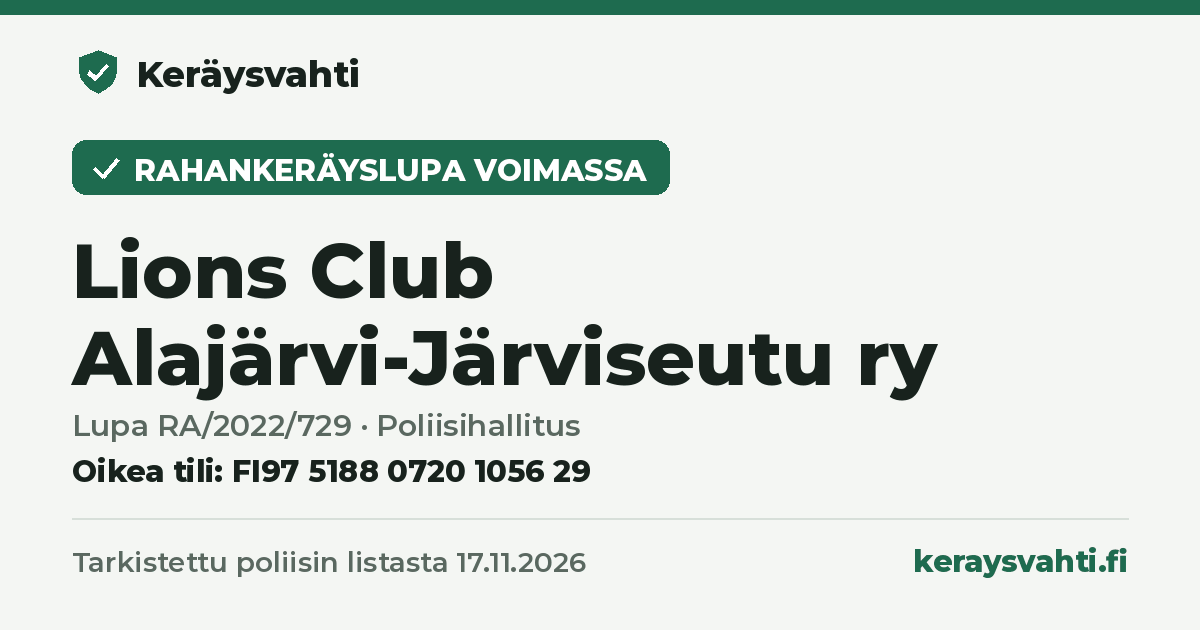 Keräysvahti
RAHANKERÄYSLUPA VOIMASSA
Lions Club
Alajärvi-Järviseutu ry
Lupa RA/2022/729 · Poliisihallitus
Oikea tili: FI97 5188 0720 1056 29
Tarkistettu poliisin listasta 17.11.2026
keraysvahti.fi